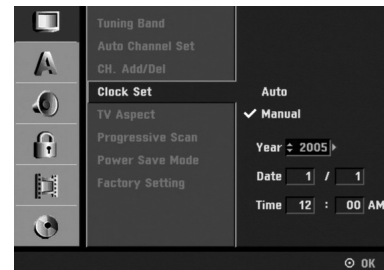 Tuning Band
Auto Channel Set
CH. Add/Del
Clock Set
Auto
TV Aspect
✓ Manual
Progressive Scan
Year 2005
Power Save Mode
Date 1 / 1
Factory Setting
Time 12 : 00 AM
OK